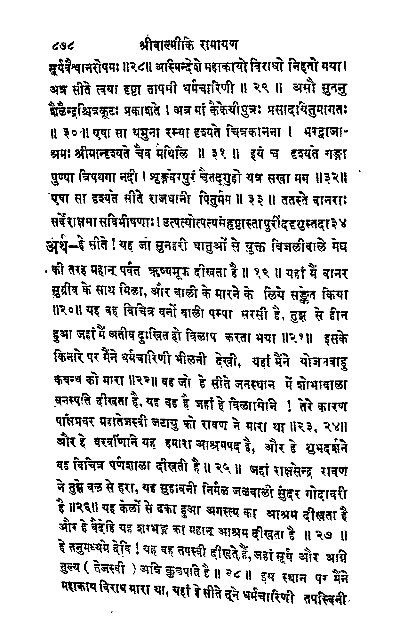 ८७८ श्रीवाल्मीकि रामायण
सूर्यवैश्वानरोपमः ॥२८॥ अस्मिन्देशे महाकायो विराधो निहतो मया।
अत्र सीते त्वया दृष्टा तापसी धर्मचारिणी ॥ २९ ॥ असौ सुतनु
शैलेन्द्रश्चित्रकूटः प्रकाशते । अत्र मां कैकेयीपुत्रः प्रसादयितुमागतः
॥ ३० ॥ एषा सा यमुना रम्या दृश्यते चित्रकानना । भरद्वाजा-
श्रमः श्रीमान्दृश्यते चैव मैथिलि ॥ ३१ ॥ इयं च दृश्यते गङ्गा
पुण्या त्रिपथगा नदी । शृङ्गवेरपुरं चैतद्गुहो यत्र सखा मम ॥३२॥
एषा सा दृश्यते सीते राजधानी पितुर्मम ॥ ३३ ॥ ततस्ते वानराः
सर्वे राक्षसाः सविभीषणाः। उत्पत्योत्पत्य संहृष्टास्तां पुरीं ददृशुस्तदा३४
अर्थ-हे सीते ! यह जो सुनहरी धातुओं से युक्त बिजलीवाले मेघ
की तरह महान् पर्वत ऋष्यमूक दीखता है ॥ १९ ॥ यहां मैं वानर
सुग्रीव के साथ मिला, और वाली के मारने के लिये सङ्केत किया
॥२०॥ यह वह विचित्र वनों वाली पम्पा सरसी है, तुझ से हीन
हुआ जहां मैं अतीव दुःखित हो विलाप करता भया ॥२१॥ इसके
किनारे पर मैंने धर्मचारिणी भीलनी देखी, यहां मैंने योजनबाहु
कबन्ध को मारा ॥२२॥ वह जो हे सीते जनस्थान में शोभावाला
वनस्पति दीखता है, यह वह है जहां हे विलासिनि ! तेरे कारण
पक्षिप्रवर महातेजस्वी जटायु को रावण ने मारा था ॥२३, २४॥
और हे वरवर्णिनि यह हमारा आश्रमपद है, और हे शुभदर्शने
वह विचित्र पर्णशाला दीखती है ॥ २५ ॥ जहां राक्षसेन्द्र रावण
ने तुझे बल से हरा, यह सुहावनी निर्मल जलवाली सुंदर गोदावरी
है ॥२६॥ यह केलों से ढका हुआ अगस्त्य का आश्रम दीखता है
और हे वैदेहि यह शरभङ्ग का महान् आश्रम दीखता है ॥ २७ ॥
हे तनुमध्यमे देवि ! यह वह तपस्वी दीखते हैं, जहां सूर्य और अग्नि
तुल्य ( तेजस्वी ) अत्रि कुलपति है ॥ २८ ॥ इस स्थान पर मैंने
महाकाय विराध मारा था, यहां हे सीते तूने धर्मचारिणी तपस्विनी